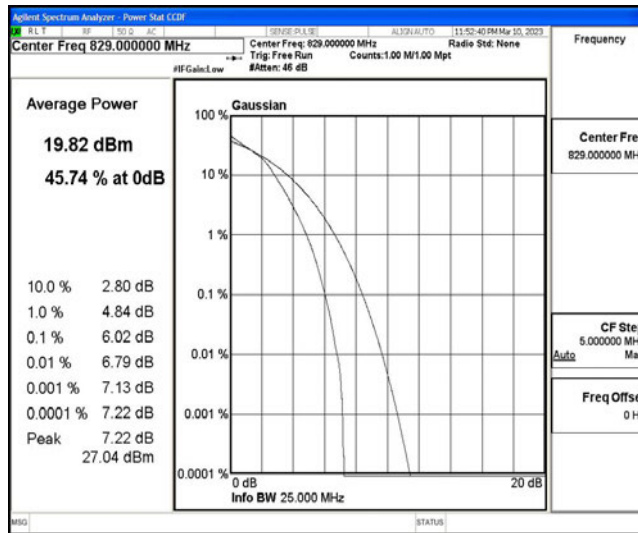 Agilent Spectrum Analyzer - Power Stat CCDF
RLT RF 50 Ω AC SENSE:PULSE ALIGNAUTO 11:52:40 PM Mar 10, 2023
Center Freq 829.000000 MHz
Center Freq: 829.000000 MHz Radio Std: None
Trig: Free Run Counts:1.00 M/1.00 Mpt
#IFGain:Low #Atten: 46 dB
Frequency
Average Power
19.82 dBm
45.74 % at 0dB
10.0 % 2.80 dB
1.0 % 4.84 dB
0.1 % 6.02 dB
0.01 % 6.79 dB
0.001 % 7.13 dB
0.0001 % 7.22 dB
Peak 7.22 dB
27.04 dBm
Gaussian
100 %
10 %
1 %
0.1 %
0.01 %
0.001 %
0.0001 %
0 dB 20 dB
Info BW 25.000 MHz
Center Fre
829.000000 MH
CF Ste
5.000000 MH
Auto Ma
Freq Offse
0 H
MSG STATUS